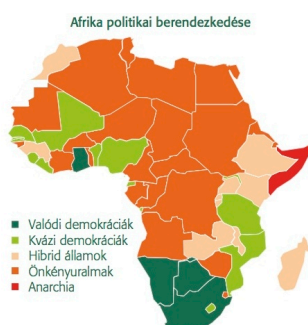 Afrika politikai berendezkedése
Valódi demokráciák
Kvázi demokráciák
Hibrid államok
Önkényuralmak
Anarchia